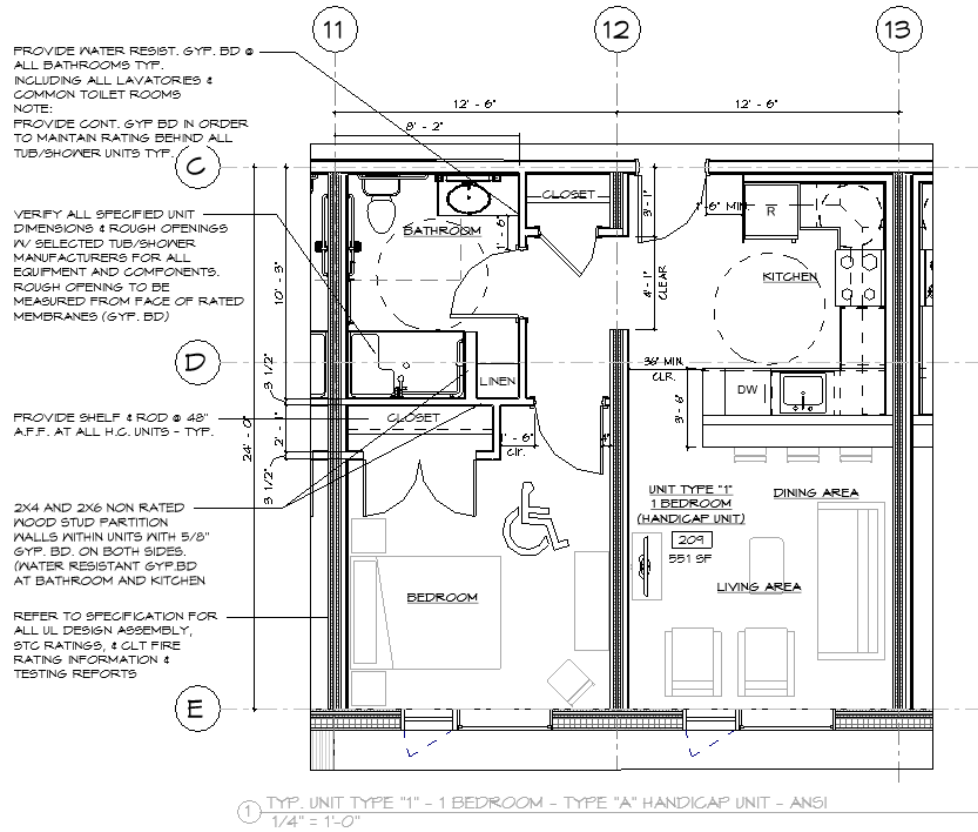 11
12
13
PROVIDE WATER RESIST. GYP. BD @
ALL BATHROOMS TYP.
INCLUDING ALL LAVATORIES &
COMMON TOILET ROOMS
NOTE:
PROVIDE CONT. GYP BD IN ORDER
TO MAINTAIN RATING BEHIND ALL
TUB/SHOWER UNITS TYP.
12' - 6"
12' - 6"
8' - 2"
C
CLOSET
3'- 1"
1'-6" MIN.
R
VERIFY ALL SPECIFIED UNIT
DIMENSIONS & ROUGH OPENINGS
W/ SELECTED TUB/SHOWER
MANUFACTURERS FOR ALL
EQUIPMENT AND COMPONENTS.
ROUGH OPENING TO BE
MEASURED FROM FACE OF RATED
MEMBRANES (GYP. BD)
BATHROOM
1' - 6"
10' - 3"
4'- 1"
CLEAR
KITCHEN
D
3 1/2"
LINEN
36" MIN.
CLR.
DW
3'- 6"
PROVIDE SHELF & ROD @ 48"
A.F.F. AT ALL H.C. UNITS - TYP.
24' - 0"
2' - 1"
3 1/2"
CLOSET
1' - 6"
Clr.
4"
2X4 AND 2X6 NON RATED
WOOD STUD PARTITION
WALLS WITHIN UNITS WITH 5/8"
GYP. BD. ON BOTH SIDES.
(WATER RESISTANT GYP.BD
AT BATHROOM AND KITCHEN
UNIT TYPE "1"
1 BEDROOM
(HANDICAP UNIT)
209
551 SF
DINING AREA
LIVING AREA
BEDROOM
REFER TO SPECIFICATION FOR
ALL UL DESIGN ASSEMBLY,
STC RATINGS, & CLT FIRE
RATING INFORMATION &
TESTING REPORTS
E
1 TYP. UNIT TYPE "1" - 1 BEDROOM - TYPE "A" HANDICAP UNIT - ANSI
1/4" = 1'-0"